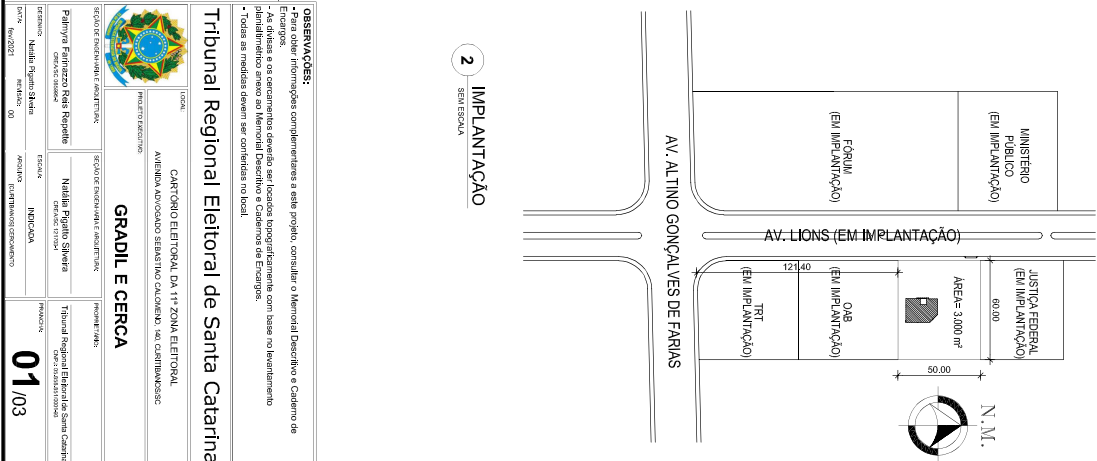 MINISTÉRIO
PÚBLICO
(EM IMPLANTAÇÃO)
FÓRUM
(EM IMPLANTAÇÃO)
AV. LIONS (EM IMPLANTAÇÃO)
AV. ALTINO GONÇALVES DE FARIAS
JUSTIÇA FEDERAL
(EM IMPLANTAÇÃO)
60.00
ÁREA= 3.000 m²
50.00
121.40
OAB
(EM IMPLANTAÇÃO)
TRT
(EM IMPLANTAÇÃO)
N.M.
2
IMPLANTAÇÃO
SEM ESCALA
OBSERVAÇÕES:
- Para obter informações complementares a este projeto, consultar o Memorial Descritivo e Caderno de
Encargos.
- As divisas e os cercamentos deverão ser locados topograficamente com base no levantamento
planialtimétrico anexo ao Memorial Descritivo e Cadernos de Encargos.
- Todas as medidas devem ser conferidas no local.
Tribunal Regional Eleitoral de Santa Catarina
LOCAL:
CARTÓRIO ELEITORAL DA 11ª ZONA ELEITORAL
AVIENIDA ADVOGADO SEBASTIÃO CALOMENO, 140, CURITIBANOS/SC
PROJETO EXECUTIVO:
GRADIL E CERCA
SEÇÃO DE ENGENHARIA E ARQUITETURA:
Palmyra Farinazzo Reis Repette
SEÇÃO DE ENGENHARIA E ARQUITETURA:
Natália Pigatto Silveira
PROPRIETÁRIO:
Tribunal Regional Eleitoral de Santa Catarina
DESENHO:
Natália Pigatto Silveira
ESCALA:
INDICADA
DATA:
fev/2021
REVISÃO:
00
ARQUIVO:
[CURITIBANOS] CERCAMENTO
PRANCHA:
01/03